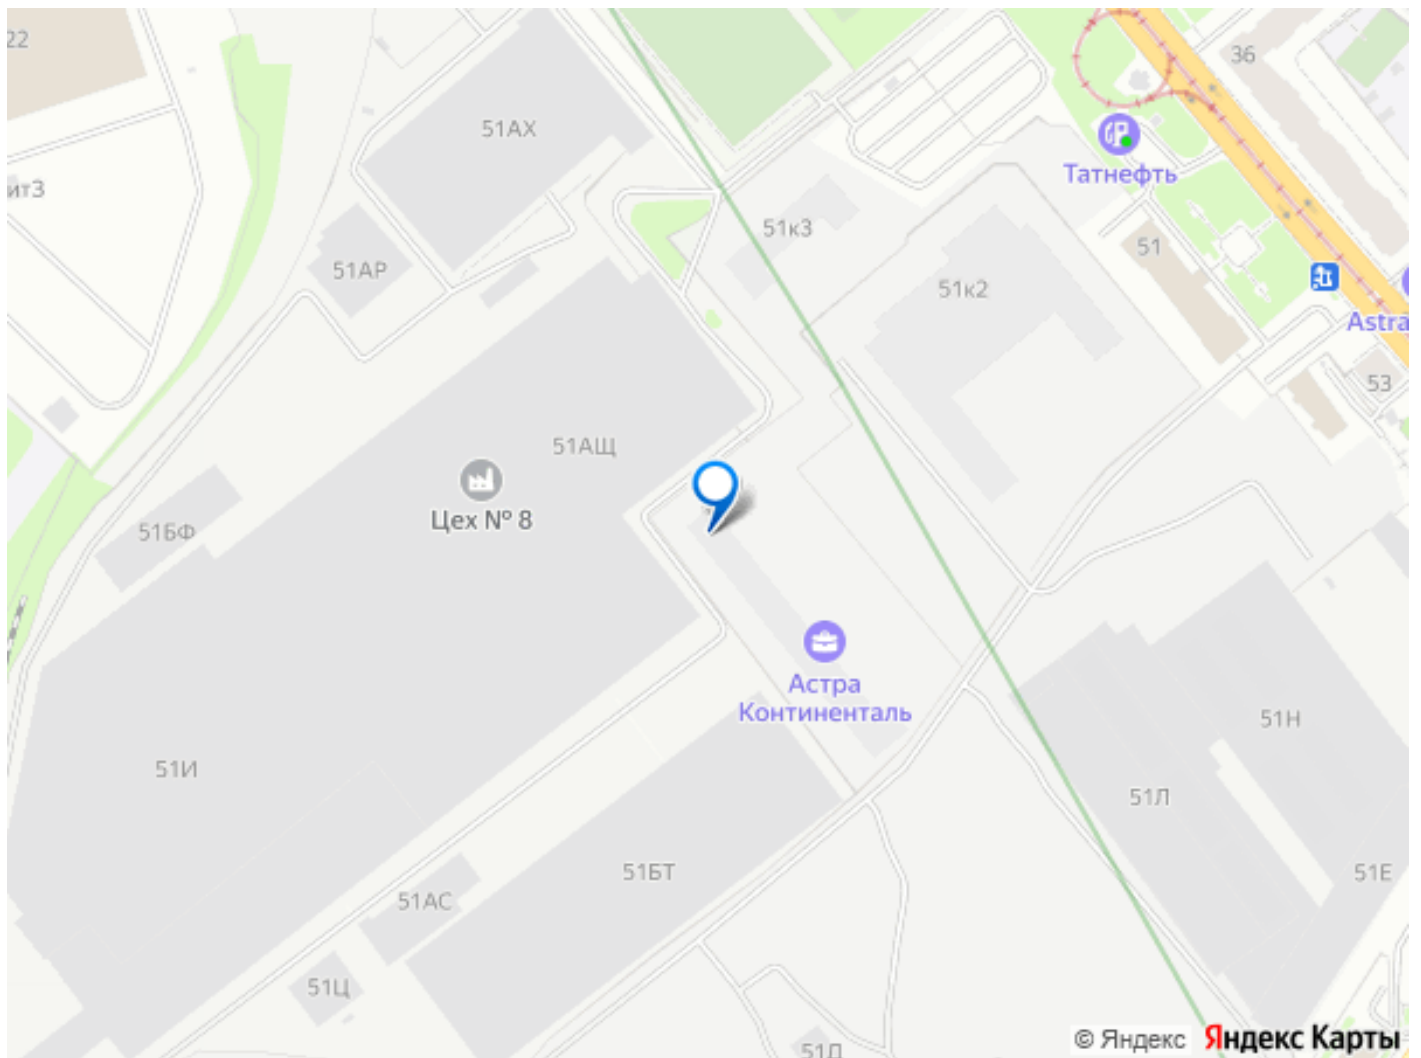 22
36
51АХ
Татнефть
ит3
51к3
51
51АР
51к2
Astra
53
51АЩ
Цех № 8
51БФ
Астра
Континенталь
51Н
51И
51Л
51БТ
51Е
51АС
51Ц
51Д
© Яндекс Яндекс Карты